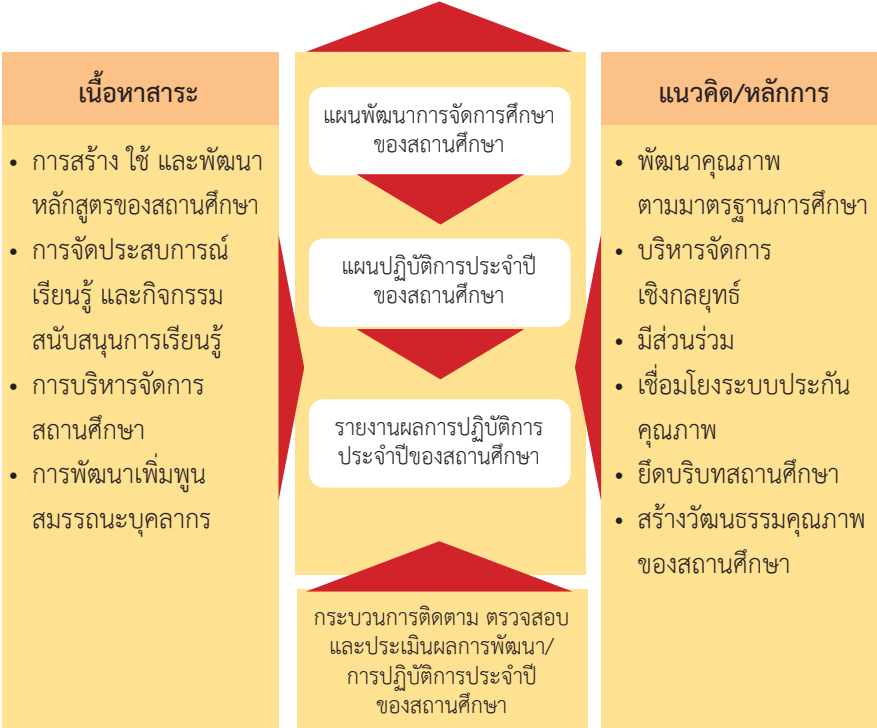 เนื้อหาสาระ
• การสร้าง ใช้ และพัฒนา
หลักสูตรของสถานศึกษา
• การจัดประสบการณ์
เรียนรู้ และกิจกรรม
สนับสนุนการเรียนรู้
• การบริหารจัดการ
สถานศึกษา
• การพัฒนาเพิ่มพูน
สมรรถนะบุคลากร
แผนพัฒนาการจัดการศึกษา
ของสถานศึกษา
แผนปฏิบัติการประจำปี
ของสถานศึกษา
รายงานผลการปฏิบัติการ
ประจำปีของสถานศึกษา
กระบวนการติดตาม ตรวจสอบ
และประเมินผลการพัฒนา/
การปฏิบัติการประจำปี
ของสถานศึกษา
แนวคิด/หลักการ
• พัฒนาคุณภาพ
ตามมาตรฐานการศึกษา
• บริหารจัดการ
เชิงกลยุทธ์
• มีส่วนร่วม
• เชื่อมโยงระบบประกัน
คุณภาพ
• ยึดบริบทสถานศึกษา
• สร้างวัฒนธรรมคุณภาพ
ของสถานศึกษา